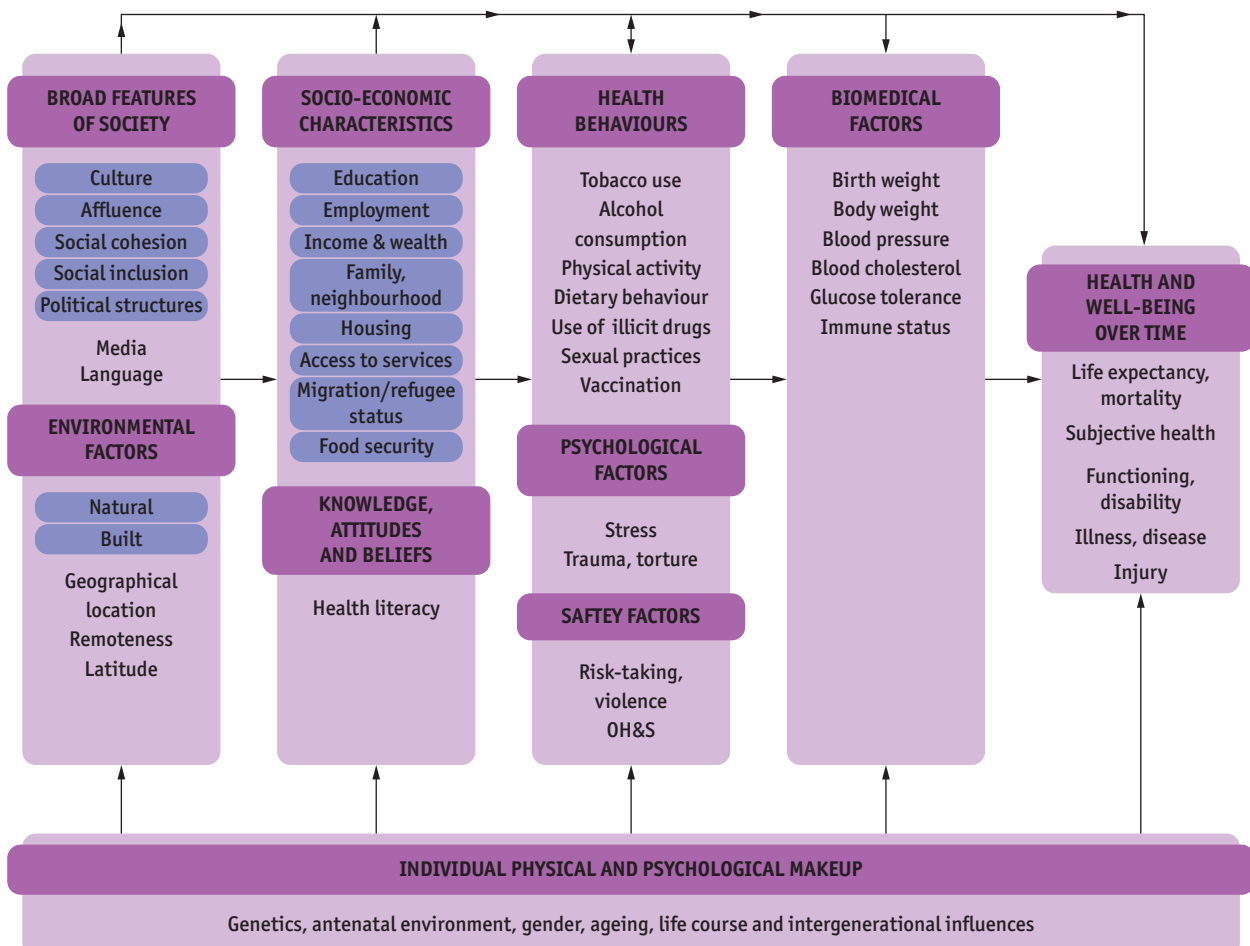 BROAD FEATURES
OF SOCIETY
Culture
Affluence
Social cohesion
Social inclusion
Political structures
Media
Language
ENVIRONMENTAL
FACTORS
Natural
Built
Geographical
location
Remoteness
Latitude
SOCIO-ECONOMIC
CHARACTERISTICS
Education
Employment
Income & wealth
Family,
neighbourhood
Housing
Access to services
Migration/refugee
status
Food security
KNOWLEDGE,
ATTITUDES
AND BELIEFS
Health literacy
HEALTH
BEHAVIOURS
Tobacco use
Alcohol
consumption
Physical activity
Dietary behaviour
Use of illicit drugs
Sexual practices
Vaccination
PSYCHOLOGICAL
FACTORS
Stress
Trauma, torture
SAFTEY FACTORS
Risk-taking,
violence
OH&S
BIOMEDICAL
FACTORS
Birth weight
Body weight
Blood pressure
Blood cholesterol
Glucose tolerance
Immune status
HEALTH AND
WELL-BEING
OVER TIME
Life expectancy,
mortality
Subjective health
Functioning,
disability
Illness, disease
Injury
INDIVIDUAL PHYSICAL AND PSYCHOLOGICAL MAKEUP
Genetics, antenatal environment, gender, ageing, life course and intergenerational influences